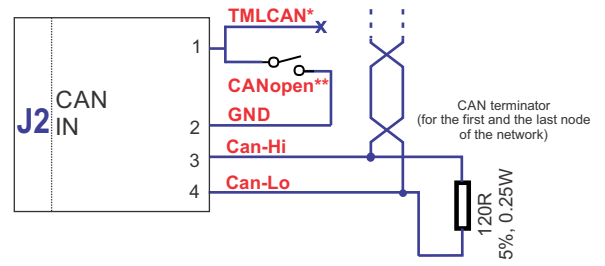 TMLCAN*
x
1
CANopen**
J2
CAN
IN
GND
2
Can-Hi
3
Can-Lo
4
CAN terminator
(for the first and the last node
of the network)
120R
5%, 0.25W